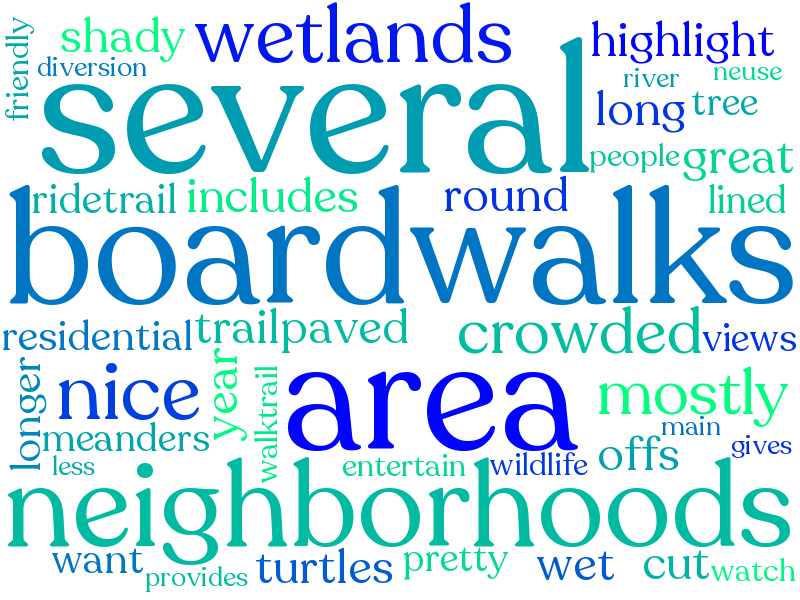 friendly
shady
wetlands
highlight
diversion
several
river
neuse
long
tree
people
great
ridetrail
includes
round
lined
boardwalks
residential
trailpaved
crowded
views
longer
nice
year
walktrail
area
mostly
meanders
main
less
entertain
wildlife
offs
gives
neighborhoods
want
provides
turtles
pretty
wet
cut
watch